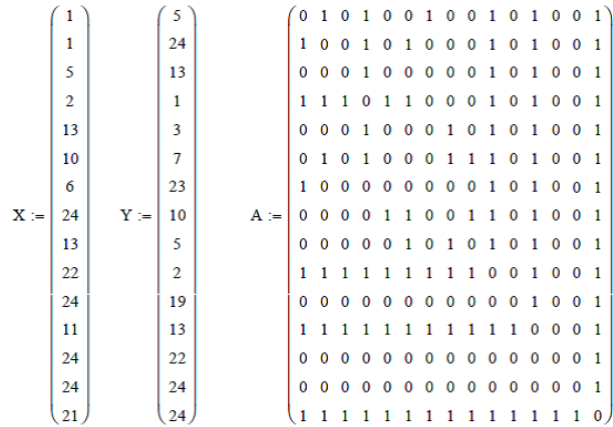 1 5 0 1 0 1 0 0 1 0 0 1 0 1 0 0 1
1 24 1 0 0 1 0 1 0 0 0 1 0 1 0 0 1
5 13 0 0 0 1 0 0 0 0 0 1 0 1 0 0 1
2 1 1 1 1 0 1 1 0 0 0 1 0 1 0 0 1
13 3 0 0 0 1 0 0 0 1 0 1 0 1 0 0 1
10 7 0 1 0 1 0 0 0 1 1 1 0 1 0 0 1
6 23 1 0 0 0 0 0 0 0 0 1 0 1 0 0 1
X := 24 Y := 10 A := 0 0 0 0 1 1 0 0 1 1 0 1 0 0 1
13 5 0 0 0 0 0 1 0 1 0 1 0 1 0 0 1
22 2 1 1 1 1 1 1 1 1 1 0 0 1 0 0 1
24 19 0 0 0 0 0 0 0 0 0 0 0 1 0 0 1
11 13 1 1 1 1 1 1 1 1 1 1 1 0 0 0 1
24 22 0 0 0 0 0 0 0 0 0 0 0 0 0 0 1
24 24 0 0 0 0 0 0 0 0 0 0 0 0 0 0 1
21 24 1 1 1 1 1 1 1 1 1 1 1 1 1 1 0